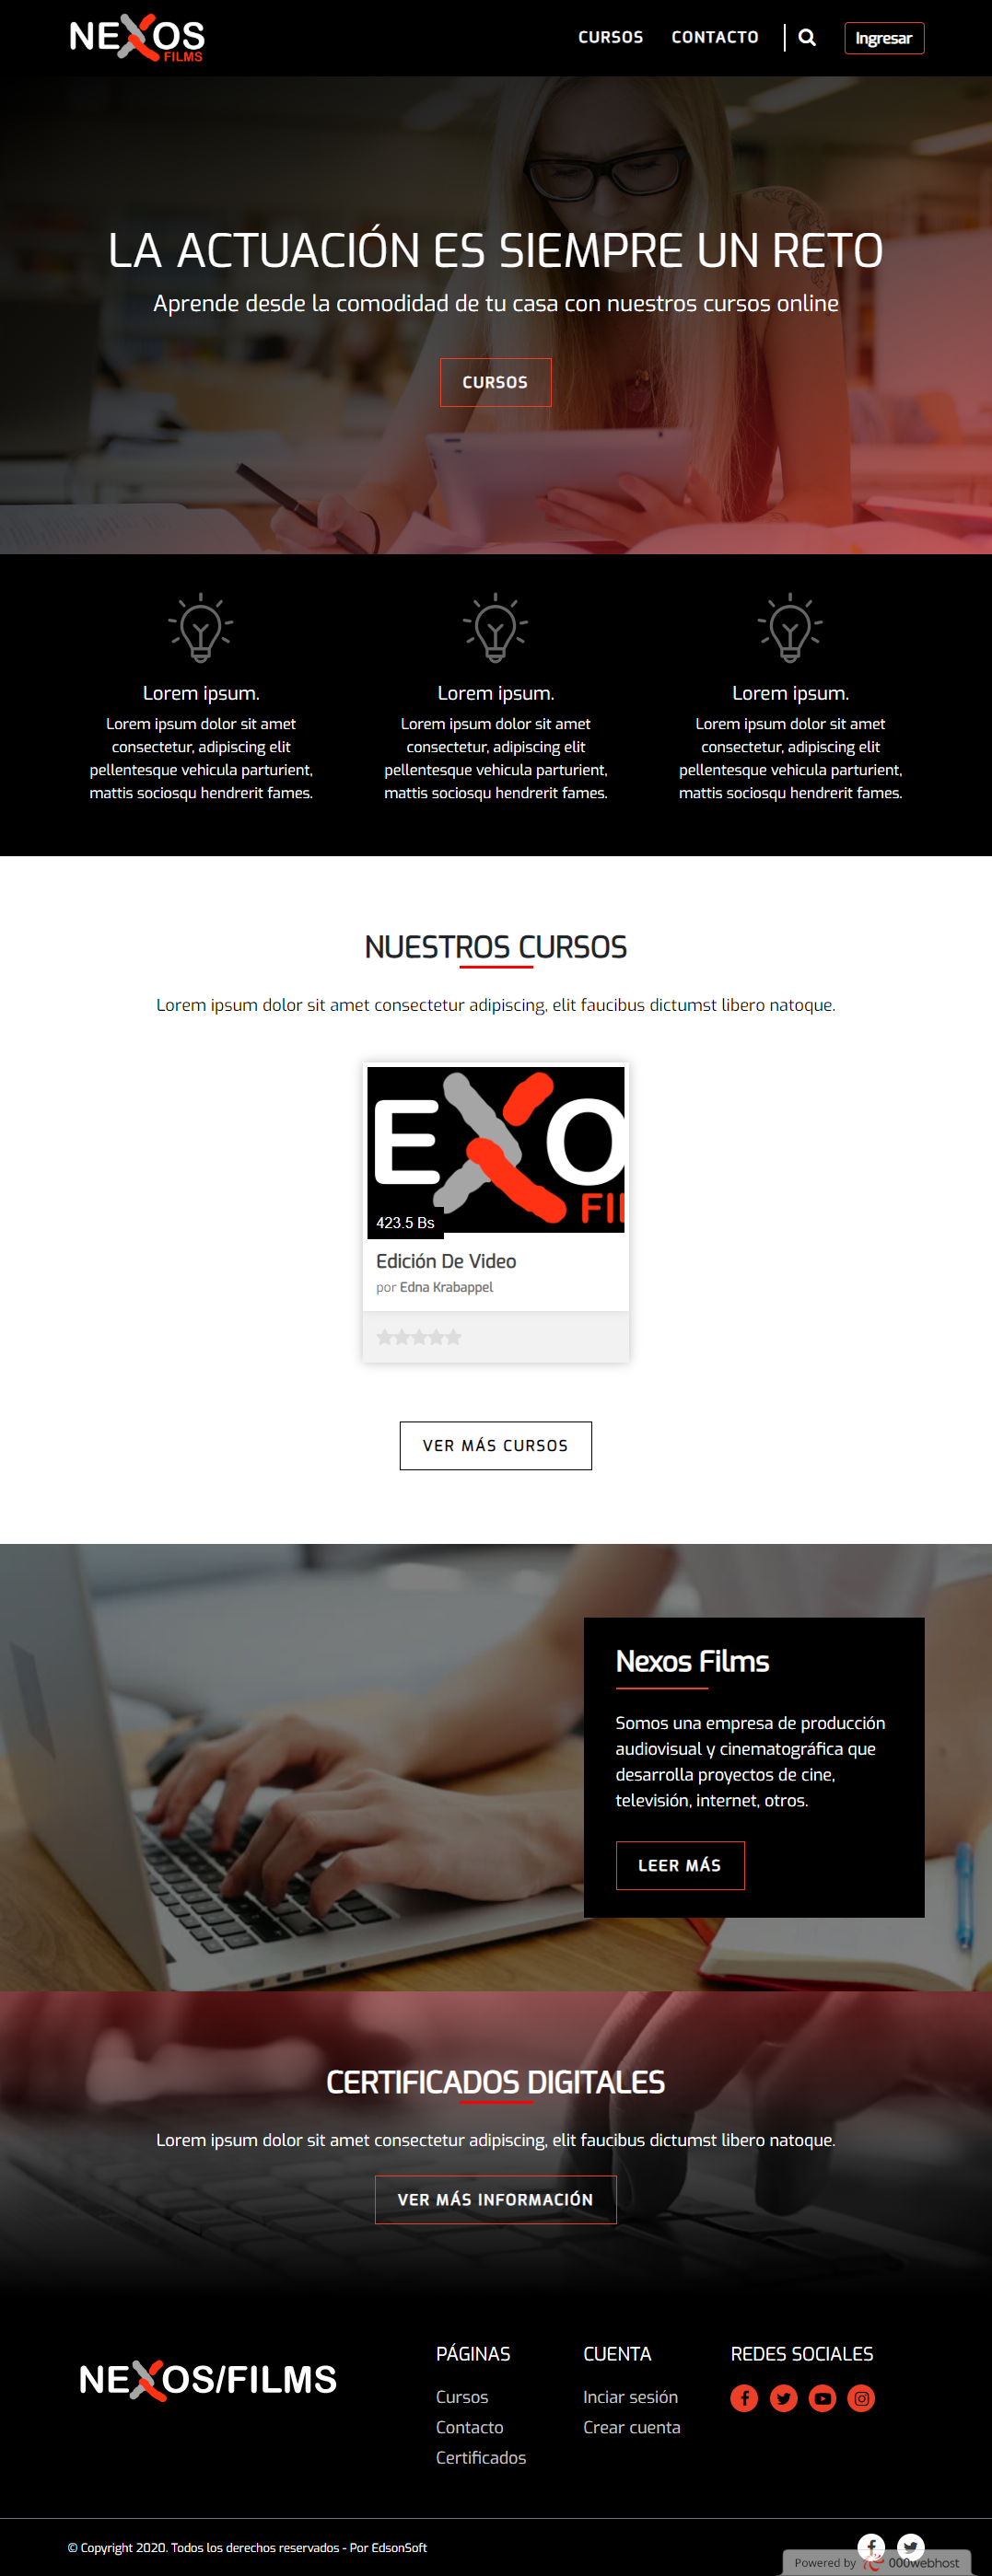 NEXOS
FILMS
CURSOS CONTACTO Ingresar
LA ACTUACIÓN ES SIEMPRE UN RETO
Aprende desde la comodidad de tu casa con nuestros cursos online
CURSOS
Lorem ipsum.
Lorem ipsum dolor sit amet
consectetur, adipiscing elit
pellentesque vehicula parturient,
mattis sociosqu hendrerit fames.
Lorem ipsum.
Lorem ipsum dolor sit amet
consectetur, adipiscing elit
pellentesque vehicula parturient,
mattis sociosqu hendrerit fames.
Lorem ipsum.
Lorem ipsum dolor sit amet
consectetur, adipiscing elit
pellentesque vehicula parturient,
mattis sociosqu hendrerit fames.
NUESTROS CURSOS
Lorem ipsum dolor sit amet consectetur adipiscing, elit faucibus dictumst libero natoque.
EXO
FI
423.5 Bs
Edición De Video
por Edna Krabappel
VER MÁS CURSOS
Nexos Films
Somos una empresa de producción
audiovisual y cinematográfica que
desarrolla proyectos de cine,
televisión, internet, otros.
LEER MÁS
CERTIFICADOS DIGITALES
Lorem ipsum dolor sit amet consectetur adipiscing, elit faucibus dictumst libero natoque.
VER MÁS INFORMACIÓN
NEXOS/FILMS
PÁGINAS
Cursos
Contacto
Certificados
CUENTA
Inciar sesión
Crear cuenta
REDES SOCIALES
© Copyright 2020. Todos los derechos reservados - Por EdsonSoft
Powered by 000webhost